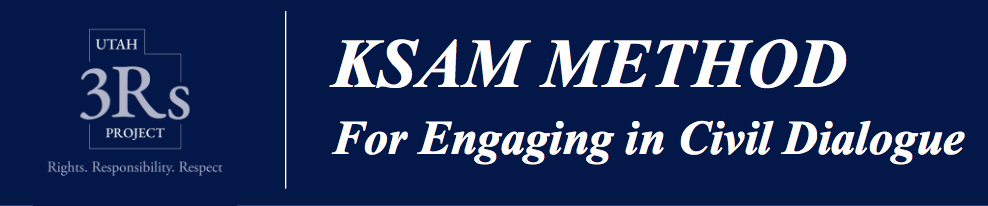 UTAH
3Rs
PROJECT
Rights. Responsibility. Respect
KSAM METHOD
For Engaging in Civil Dialogue